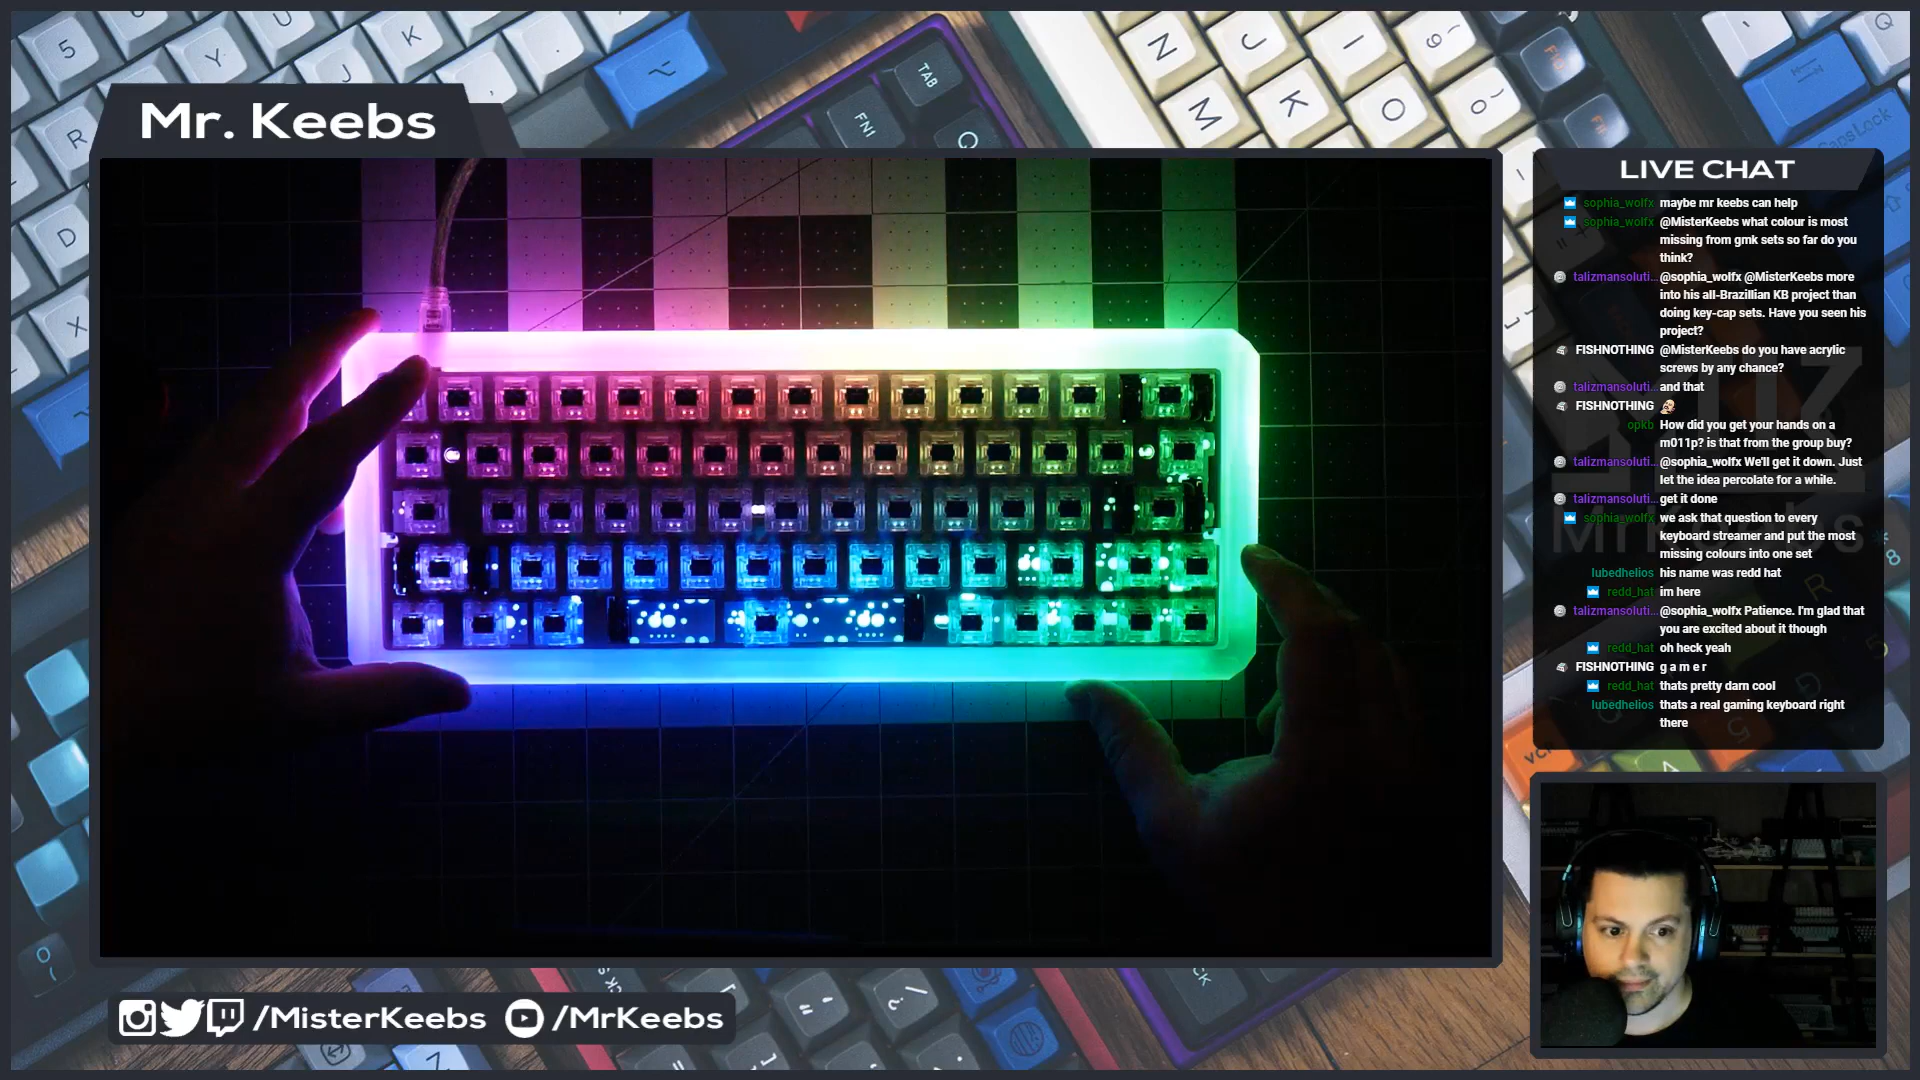 Mr. Keebs
LIVE CHAT
sophia_wolfx maybe mr keebs can help
sophia_wolfx @MisterKeebs what colour is most
missing from gmk sets so far do you
think?
talizmansoluti... @sophia_wolfx @MisterKeebs more
into his all-Brazillian KB project than
doing key-cap sets. Have you seen his
project?
FISHNOTHING @MisterKeebs do you have acrylic
screws by any chance?
talizmansoluti... and that
FISHNOTHING
opkb How did you get your hands on a
m011p? is that from the group buy?
talizmansoluti... @sophia_wolfx We'll get it down. Just
let the idea percolate for a while.
talizmansoluti... get it done
sophia_wolfx we ask that question to every
keyboard streamer and put the most
missing colours into one set
lubedhelios his name was redd hat
redd_hat im here
talizmansoluti... @sophia_wolfx Patience. I'm glad that
you are excited about it though
redd_hat oh heck yeah
FISHNOTHING g a m e r
redd_hat thats pretty darn cool
lubedhelios thats a real gaming keyboard right
there
/MisterKeebs /MrKeebs
5
Y
U
K
J
R
D
X
TAB
FN1
N
J
I
M
K
O
CapsLock
Q